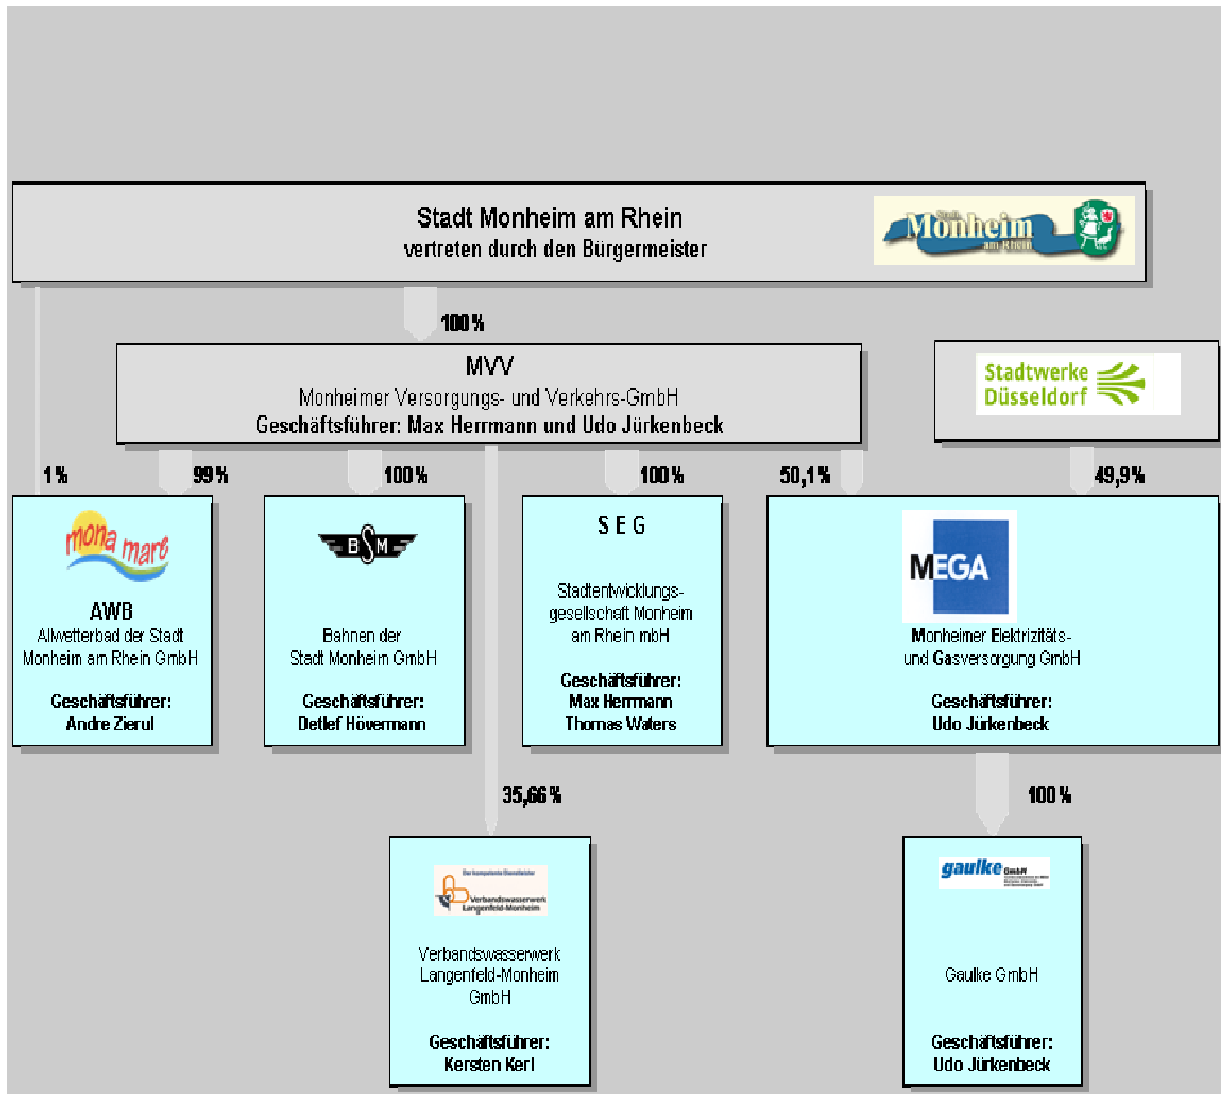 Stadt Monheim am Rhein
vertreten durch den Bürgermeister
Stadt
Monheim
am Rhein
100 %
MVV
Monheimer Versorgungs- und Verkehrs-GmbH
Geschäftsführer: Max Herrmann und Udo Jürkenbeck
Stadtwerke
Düsseldorf
1 %
99 %
100 %
100 %
50,1 %
49,9%
mona mare
AWB
Allwetterbad der Stadt
Monheim am Rhein GmbH
Geschäftsführer:
Andre Zierul
BSM
Bahnen der
Stadt Monheim GmbH
Geschäftsführer:
Detlef Hövermann
S E G
Stadtentwicklungs-
gesellschaft Monheim
am Rhein mbH
Geschäftsführer:
Max Herrmann
Thomas Waters
MEGA
Monheimer Elektrizitäts-
und Gasversorgung GmbH
Geschäftsführer:
Udo Jürkenbeck
35,66 %
100 %
Der kompetente Dienstleister
Verbandswasserwerk
Langenfeld-Monheim
Verbandswasserwerk
Langenfeld-Monheim
GmbH
Geschäftsführer:
Kersten Kerl
gaulke GmbH
Gaulke GmbH
Geschäftsführer:
Udo Jürkenbeck